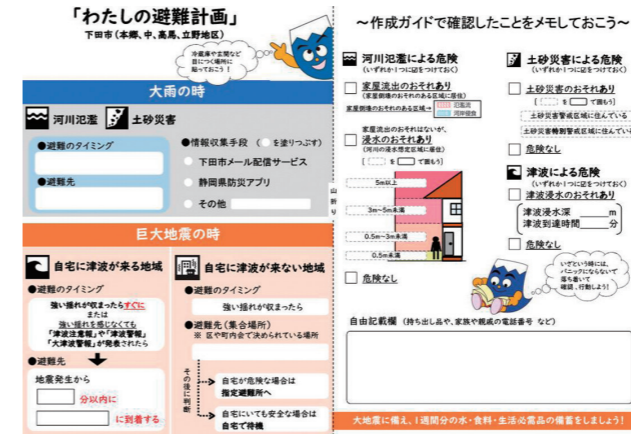 「わたしの避難計画」
下田市(本郷、中、高馬、立野地区)
冷蔵庫や玄関など
目につく場所に
貼っておこう!
大雨の時
河川氾濫
土砂災害
●避難のタイミング
●避難先
●情報収集手段(○を塗りつぶす)
下田市メール配信サービス
静岡県防災アプリ
その他
山折り
巨大地震の時
自宅に津波が来る地域
●避難のタイミング
強い揺れが収まったらすぐに
または
強い揺れを感じなくても
「津波注意報」や「津波警報」
「大津波警報」が発表されたら
●避難先
地震発生から
分以内に
に到着する
自宅に津波が来ない地域
●避難のタイミング
強い揺れが収まったら
●避難先(集合場所)
※ 区や町内会で決められている場所
その後に判断
自宅が危険な場合は
指定避難所へ
自宅にいても安全な場合は
自宅で待機
～作成ガイドで確認したことをメモしておこう～
河川氾濫による危険
(いずれか1つに☑をつけておく)
家屋流出のおそれあり
(家屋倒壊のおそれのある区域に居住)
家屋倒壊のおそれのある区域→
氾濫流
河岸侵食
家屋流出のおそれはないが、
浸水のおそれあり
(河川の浸水想定区域に居住)
[ を で囲もう]
5m以上
3m~5m未満
0.5m~3m未満
0.5m未満
危険なし
土砂災害による危険
(いずれか1つに☑をつけておく)
土砂災害のおそれあり
[ を で囲もう]
土砂災害警戒区域に住んでいる
土砂災害特別警戒区域に住んでい
危険なし
津波による危険
(いずれか1つに☑をつけておく)
津波浸水のおそれあり
津波浸水深 m
津波到達時間 分
危険なし
いざという時には、
パニックにならないで
落ち着いて
確認、行動しよう!
自由記載欄 (持ち出し品や、家族や親戚の電話番号 など)
大地震に備え、1週間分の水・食料・生活必需品の備蓄をしましょう!